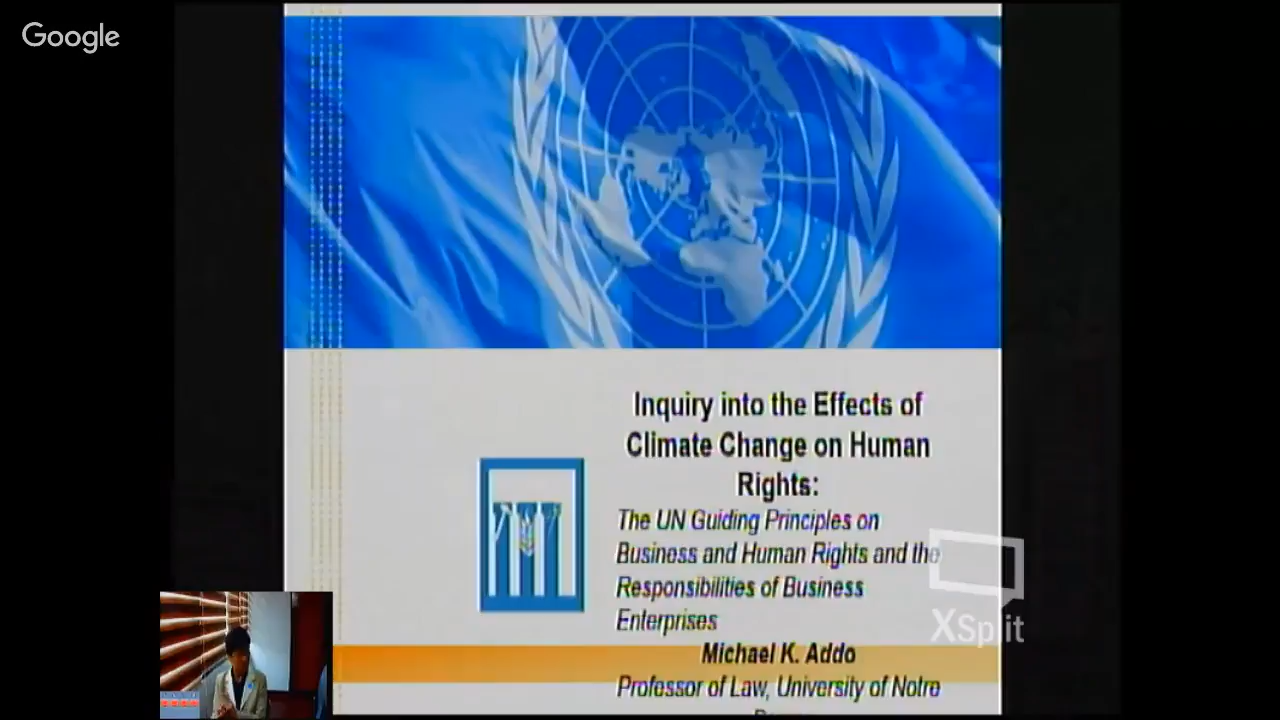 Google
Inquiry into the Effects of
Climate Change on Human
Rights:
The UN Guiding Principles on
Business and Human Rights and the
Responsibilities of Business
Enterprises
XSplit
Michael K. Addo
Professor of Law, University of Notre